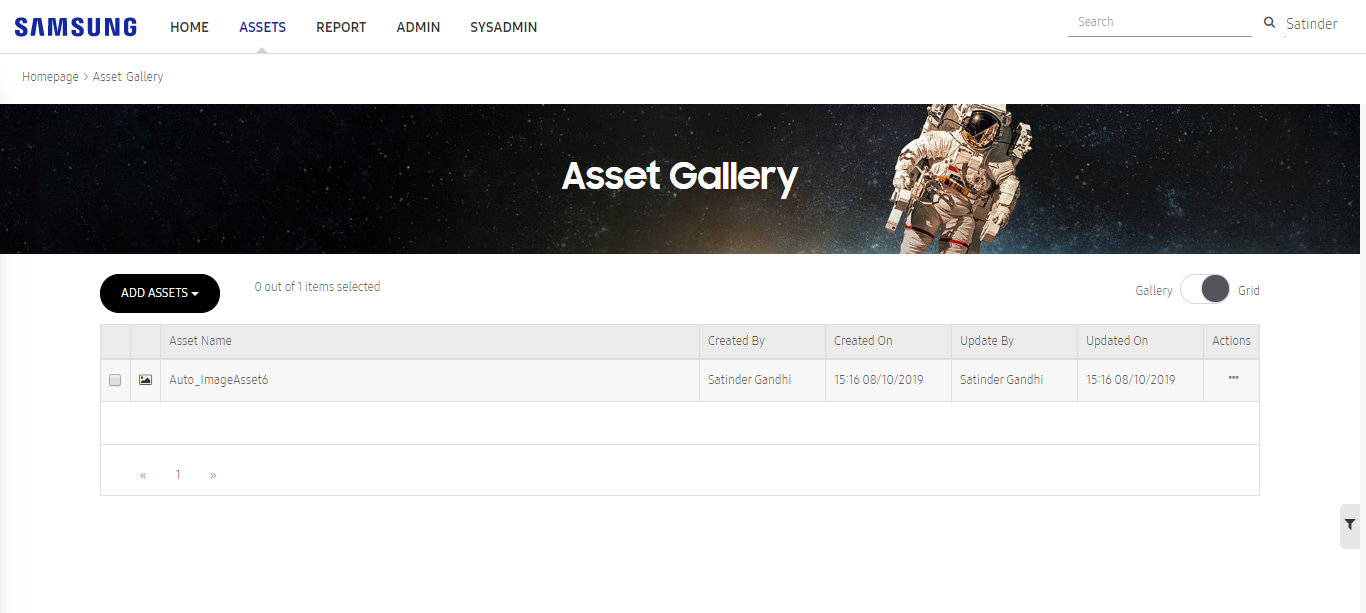 SAMSUNG HOME ASSETS REPORT ADMIN SYSADMIN Search Satinder
Homepage > Asset Gallery
Asset Gallery
ADD ASSETS 0 out of 1 items selected Gallery Grid
Asset Name Created By Created On Update By Updated On Actions
Auto_ImageAsset6 Satinder Gandhi 15:16 08/10/2019 Satinder Gandhi 15:16 08/10/2019 •••
« 1 »